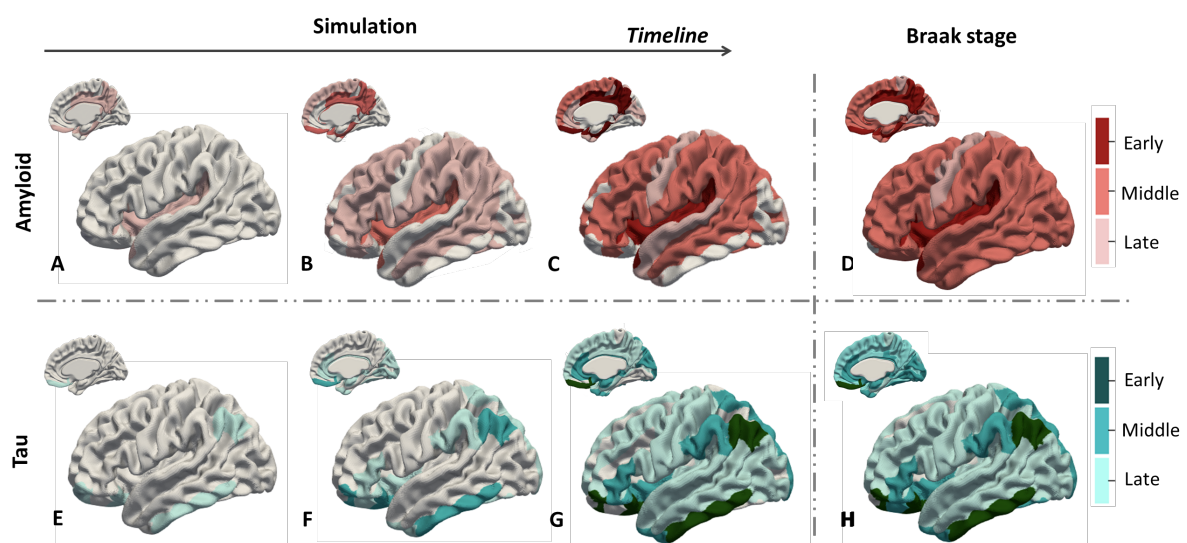 Simulation
Timeline
Braak stage
Amyloid
A
B
C
D
Early
Middle
Late
Tau
E
F
G
H
Early
Middle
Late